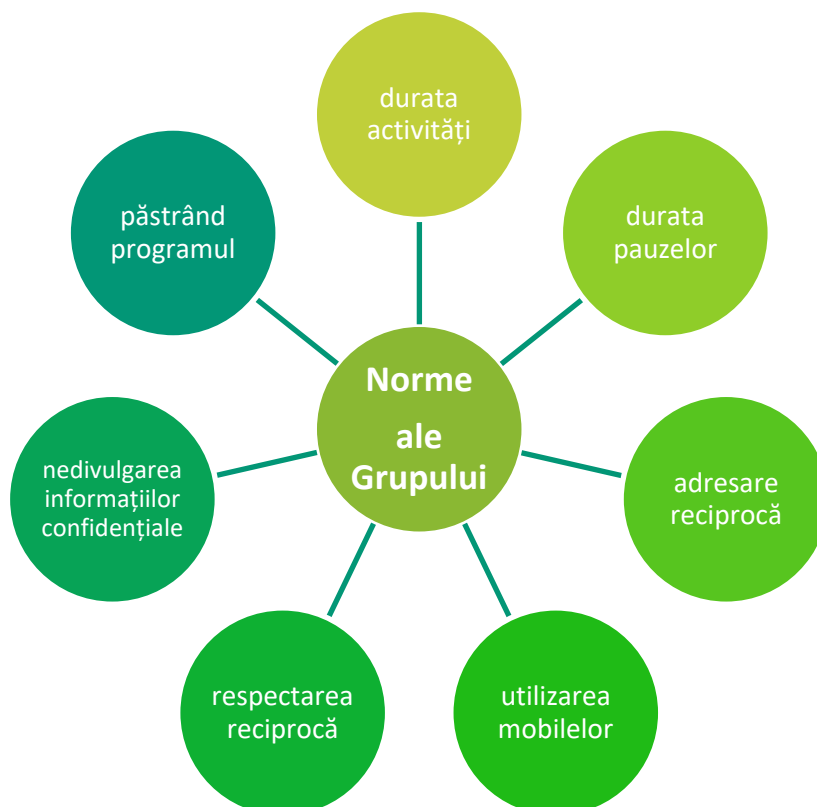 durata
activități
durata
pauzelor
adresare
reciprocă
utilizarea
mobilelor
respectarea
reciprocă
nedivulgarea
informațiilor
confidențiale
păstrând
programul
Norme
ale
Grupului